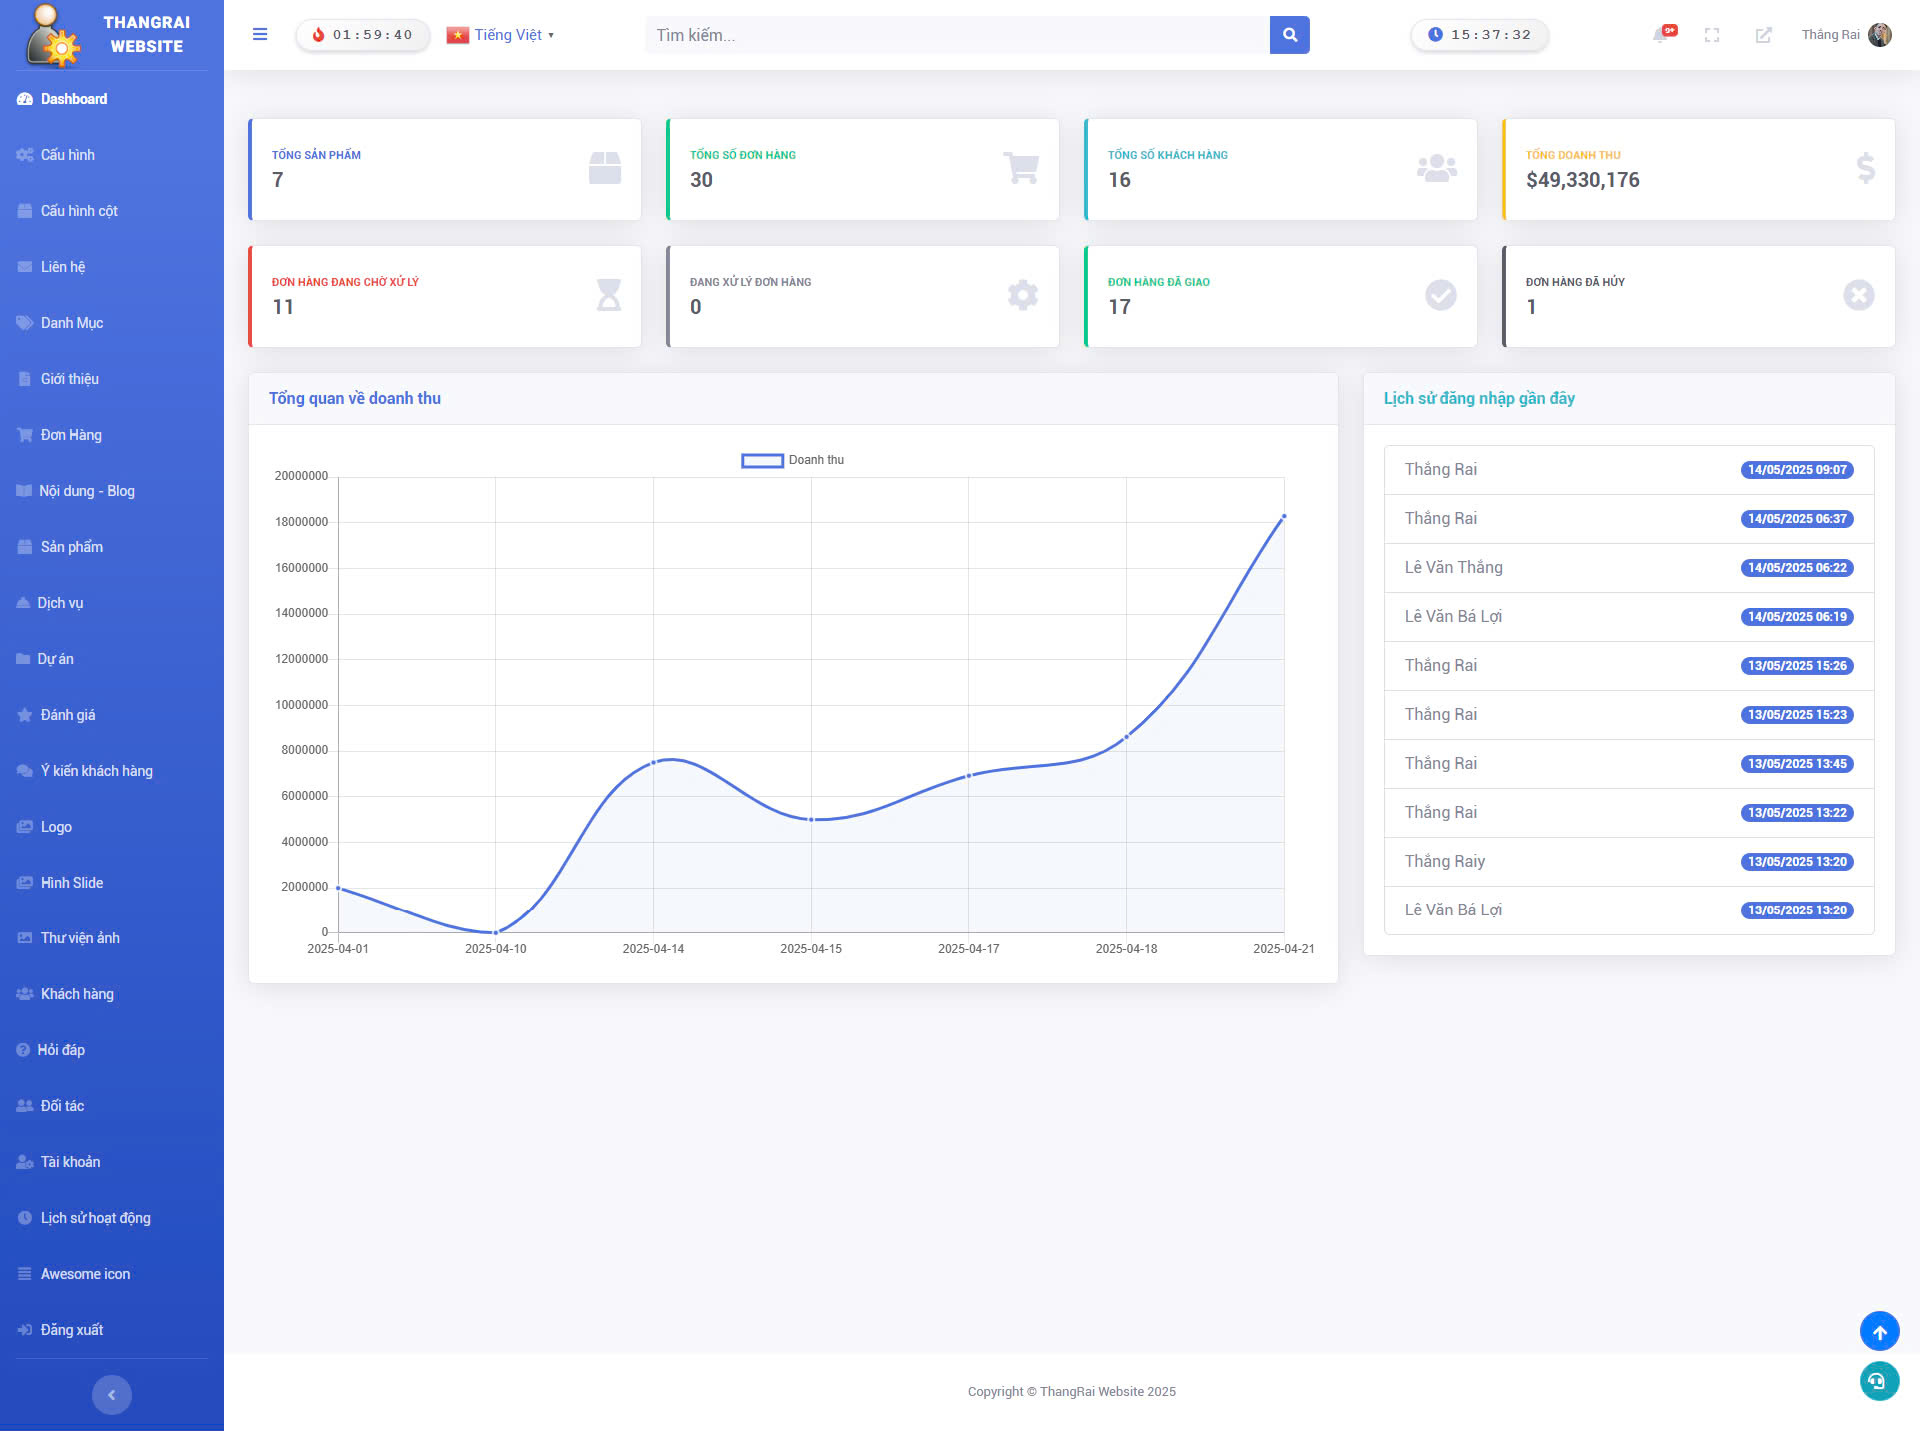 THANGRAI
WEBSITE
Dashboard
Cấu hình
Cấu hình cột
Liên hệ
Danh Mục
Giới thiệu
Đơn Hàng
Nội dung - Blog
Sản phẩm
Dịch vụ
Dự án
Đánh giá
Ý kiến khách hàng
Logo
Hình Slide
Thư viện ảnh
Khách hàng
Hỏi đáp
Đối tác
Tài khoản
Lịch sử hoạt động
Awesome icon
Đăng xuất
01:59:40
Tiếng Việt
Tìm kiếm...
15:37:32
9+
Thắng Rai
TỔNG SẢN PHẨM
7
TỔNG SỐ ĐƠN HÀNG
30
TỔNG SỐ KHÁCH HÀNG
16
TỔNG DOANH THU
$49,330,176
ĐƠN HÀNG ĐANG CHỜ XỬ LÝ
11
ĐANG XỬ LÝ ĐƠN HÀNG
0
ĐƠN HÀNG ĐÃ GIAO
17
ĐƠN HÀNG ĐÃ HỦY
1
Tổng quan về doanh thu
Doanh thu
20000000
18000000
16000000
14000000
12000000
10000000
8000000
6000000
4000000
2000000
0
2025-04-01 2025-04-10 2025-04-14 2025-04-15 2025-04-17 2025-04-18 2025-04-21
Lịch sử đăng nhập gần đây
Thắng Rai 14/05/2025 09:07
Thắng Rai 14/05/2025 06:37
Lê Văn Thắng 14/05/2025 06:22
Lê Văn Bá Lợi 14/05/2025 06:19
Thắng Rai 13/05/2025 15:26
Thắng Rai 13/05/2025 15:23
Thắng Rai 13/05/2025 13:45
Thắng Rai 13/05/2025 13:22
Thắng Raiy 13/05/2025 13:20
Lê Văn Bá Lợi 13/05/2025 13:20
Copyright © ThangRai Website 2025